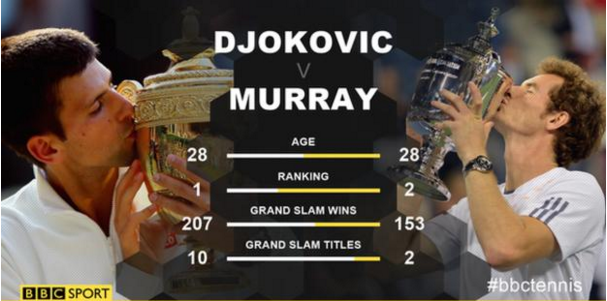 DJOKOVIC
V
MURRAY
AGE
28 28
RANKING
1 2
GRAND SLAM WINS
207 153
GRAND SLAM TITLES
10 2
BBC SPORT
#bbctennis